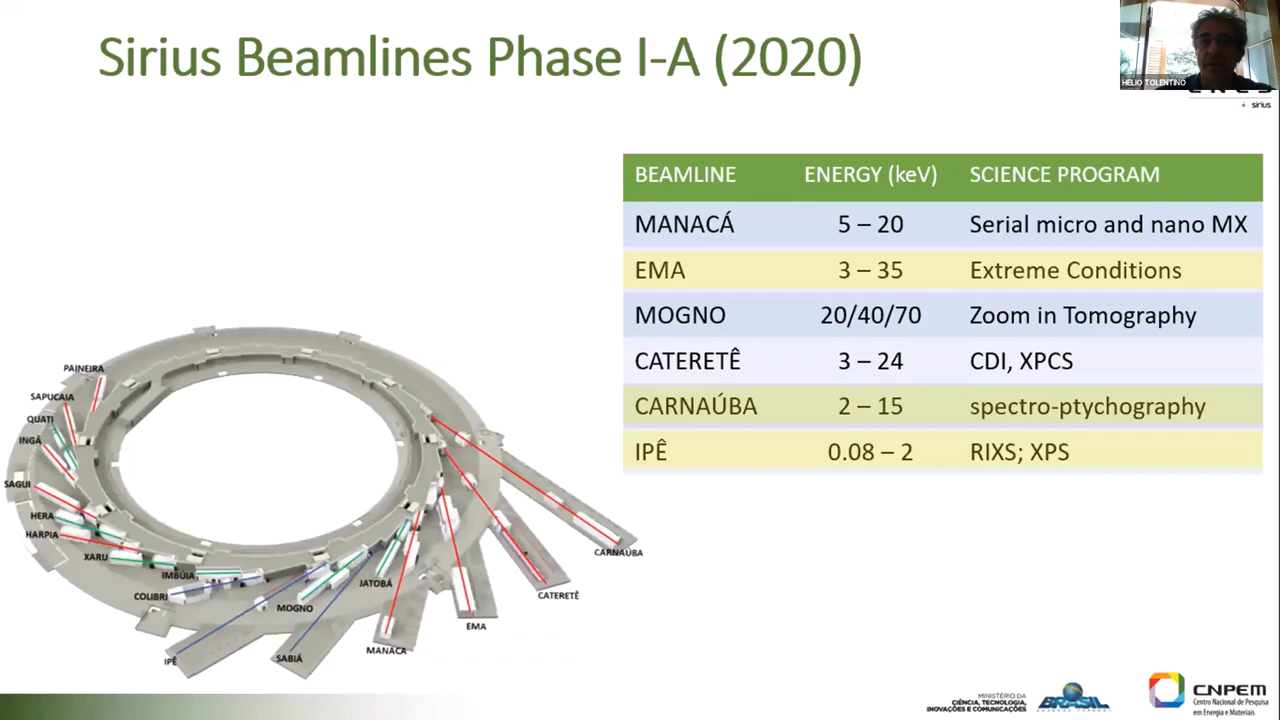 Sirius Beamlines Phase I-A (2020)
HELIO TOLENTINO
sirius
BEAMLINE ENERGY (keV) SCIENCE PROGRAM
MANACÁ 5 – 20 Serial micro and nano MX
EMA 3 – 35 Extreme Conditions
MOGNO 20/40/70 Zoom in Tomography
CATERETÊ 3 – 24 CDI, XPCS
CARNAÚBA 2 – 15 spectro-ptychography
IPÊ 0.08 – 2 RIXS; XPS
PAINEIRA
SAPUCAIA
QUATI
INGÁ
SAGUI
HERA
HARPIA
XARU
IMBÚIA
COLIBRI
IPÊ
SABIÁ
MOGNO
JATOBÁ
MANACÁ
EMA
CATERETÊ
CARNAÚBA
MINISTÉRIO DA
CIÊNCIA, TECNOLOGIA,
INOVAÇÕES E COMUNICAÇÕES
BRASIL
GOVERNO FEDERAL
CNPEM
Centro Nacional de Pesquisa
em Energia e Materiais